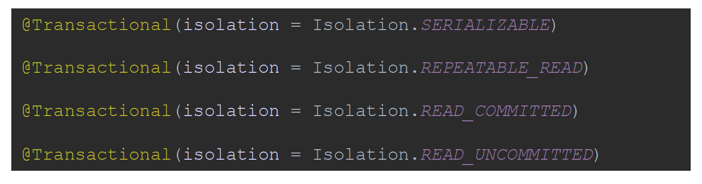 @Transactional(isolation = Isolation.SERIALIZABLE)
@Transactional(isolation = Isolation.REPEATABLE_READ)
@Transactional(isolation = Isolation.READ_COMMITTED)
@Transactional(isolation = Isolation.READ_UNCOMMITTED)